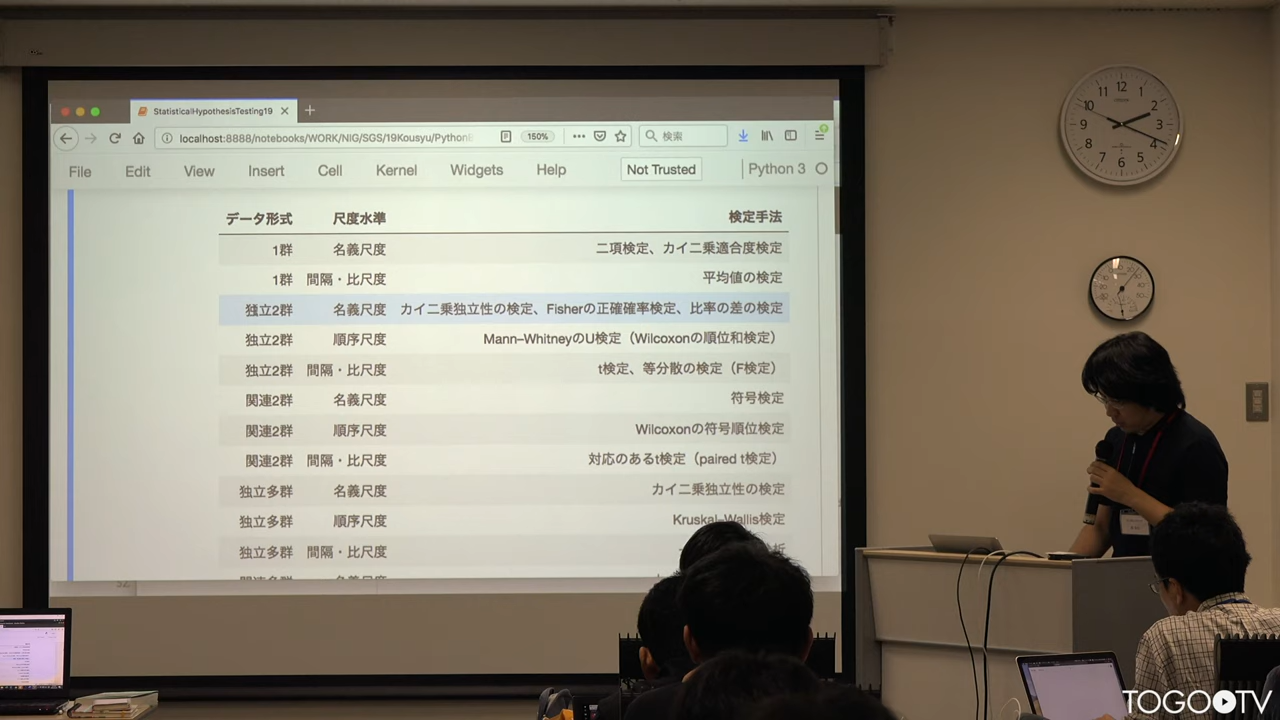 StatisticalHypothesisTesting19
localhost:8888/notebooks/WORK/NIG/SGS/19Kousyu/Python
150%
検索
File Edit View Insert Cell Kernel Widgets Help Not Trusted Python 3
データ形式 尺度水準 検定手法
1群 名義尺度 二項検定、カイ二乗適合度検定
1群 間隔・比尺度 平均値の検定
独立2群 名義尺度 カイ二乗独立性の検定、Fisherの正確確率検定、比率の差の検定
独立2群 順序尺度 Mann–WhitneyのU検定（Wilcoxonの順位和検定）
独立2群 間隔・比尺度 t検定、等分散の検定（F検定）
関連2群 名義尺度 符号検定
関連2群 順序尺度 Wilcoxonの符号順位検定
関連2群 間隔・比尺度 対応のあるt検定（paired t検定）
独立多群 名義尺度 カイ二乗独立性の検定
独立多群 順序尺度 Kruskal–Wallis検定
独立多群 間隔・比尺度
12 1 2 3 4 5 6 7 8 9 10 11
TOGOTV